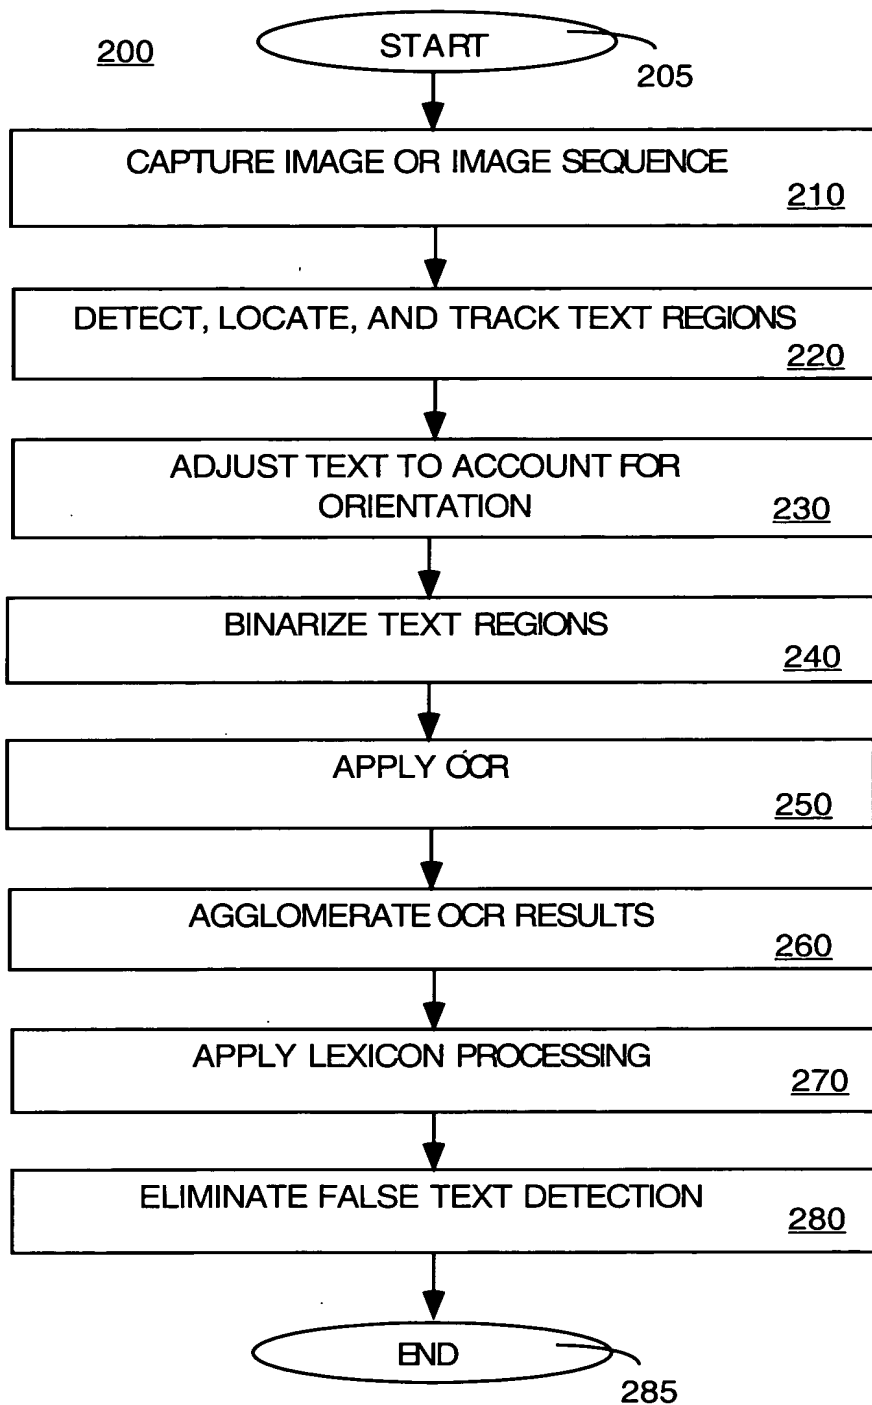 200
START
205
CAPTURE IMAGE OR IMAGE SEQUENCE
210
DETECT, LOCATE, AND TRACK TEXT REGIONS
220
ADJUST TEXT TO ACCOUNT FOR
ORIENTATION
230
BINARIZE TEXT REGIONS
240
APPLY OCR
250
AGGLOMERATE OCR RESULTS
260
APPLY LEXICON PROCESSING
270
ELIMINATE FALSE TEXT DETECTION
280
END
285